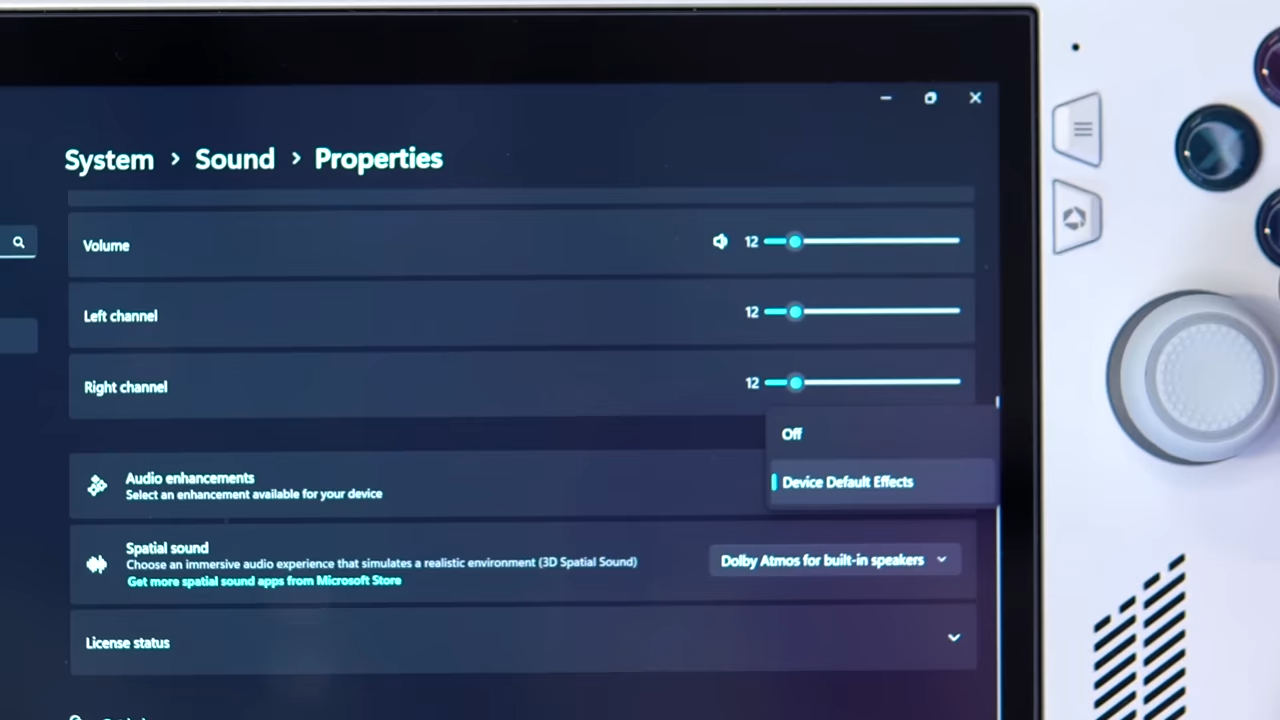 System > Sound > Properties
Volume 12
Left channel 12
Right channel 12
Off
Audio enhancements
Select an enhancement available for your device
Device Default Effects
Spatial sound
Choose an immersive audio experience that simulates a realistic environment (3D Spatial Sound)
Get more spatial sound apps from Microsoft Store
Dolby Atmos for built-in speakers
License status